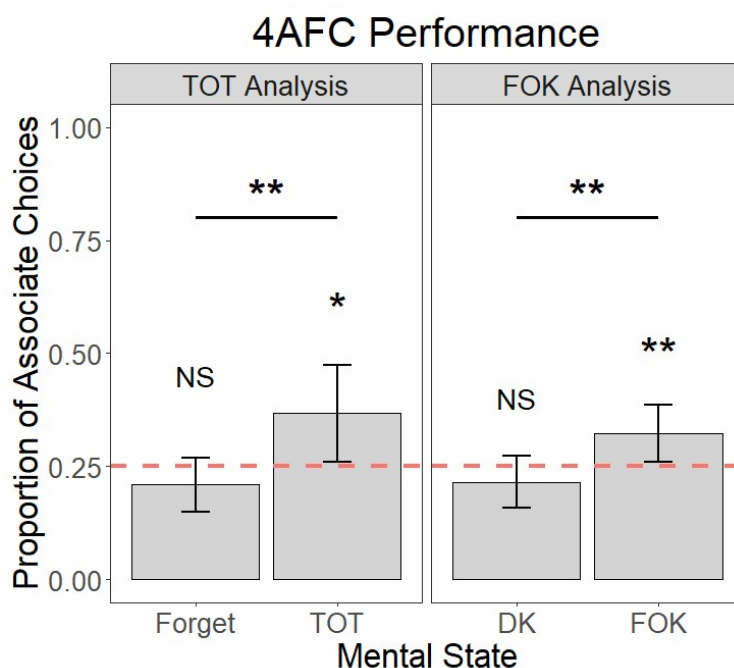 4AFC Performance
TOT Analysis
FOK Analysis
Proportion of Associate Choices
1.00
0.75
0.50
0.25
0.00
**
NS
*
**
NS
**
Forget
TOT
DK
FOK
Mental State